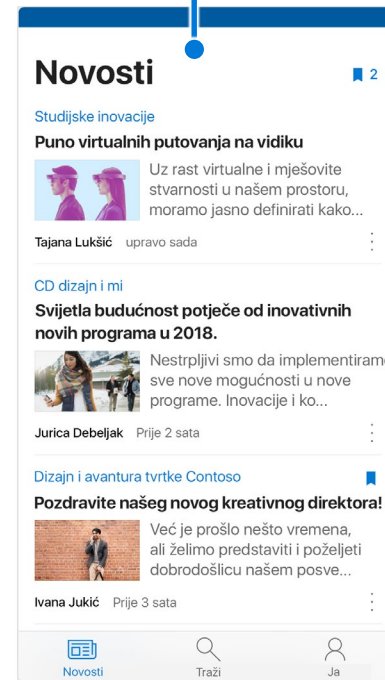 Novosti
2
Studijske inovacije
Puno virtualnih putovanja na vidiku
Uz rast virtualne i mješovite
stvarnosti u našem prostoru,
moramo jasno definirati kako...
Tajana Lukšić upravo sada
CD dizajn i mi
Svijetla budućnost potječe od inovativnih
novih programa u 2018.
Nestrpljivi smo da implementiramo
sve nove mogućnosti u nove
programe. Inovacije i ko...
Jurica Debeljak Prije 2 sata
Dizajn i avantura tvrtke Contoso
Pozdravite našeg novog kreativnog direktora!
Već je prošlo nešto vremena,
ali želimo predstaviti i poželjeti
dobrodošlicu našem posve...
Ivana Jukić Prije 3 sata
Novosti Traži Ja